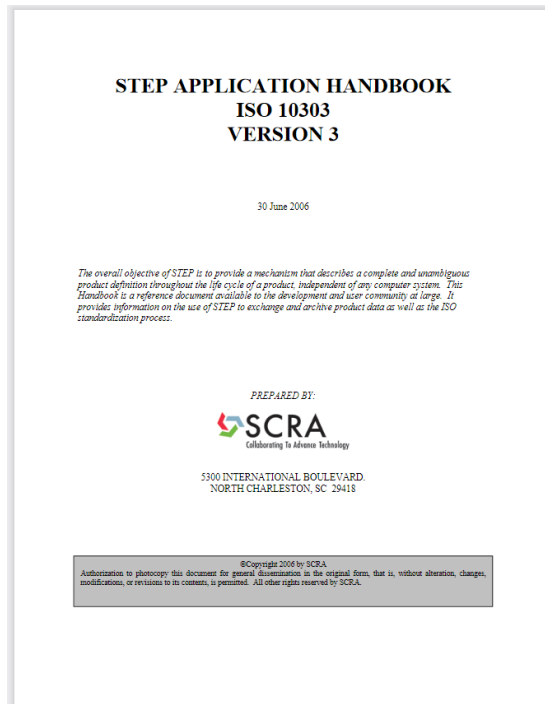 STEP APPLICATION HANDBOOK
ISO 10303
VERSION 3
30 June 2006
The overall objective of STEP is to provide a mechanism that describes a complete and unambiguous
product definition throughout the life cycle of a product, independent of any computer system. This
Handbook is a reference document available to the development and user community at large. It
provides information on the use of STEP to exchange and archive product data as well as the ISO
standardization process.
PREPARED BY:
SCRA
Collaborating To Advance Technology
5300 INTERNATIONAL BOULEVARD.
NORTH CHARLESTON, SC 29418
©Copyright 2006 by SCRA
Authorization to photocopy this document for general dissemination in the original form, that is, without alteration, changes,
modifications, or revisions to its contents, is permitted. All other rights reserved by SCRA.